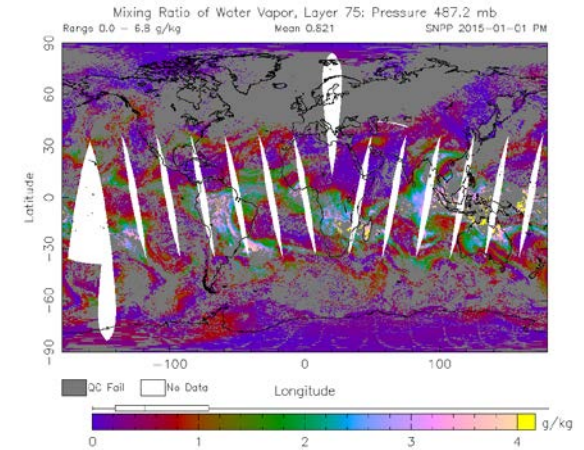 Mixing Ratio of Water Vapor, Layer 75: Pressure 487.2 mb
Range 0.0 - 6.8 g/kg Mean 0.821 SNPP 2015-01-01 PM
90
60
30
0
-30
-60
-90
Latitude
-100 0 100
Longitude
QC Fail No Data
0 1 2 3 4 g/kg